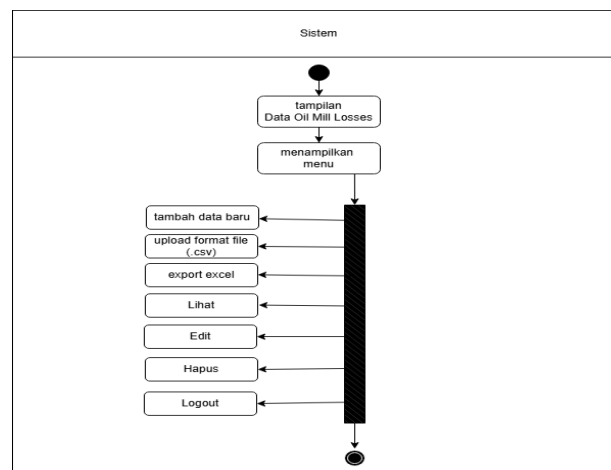 Sistem
tampilan
Data Oil Mill Losses
menampilkan
menu
tambah data baru
upload format file
(.csv)
export excel
Lihat
Edit
Hapus
Logout